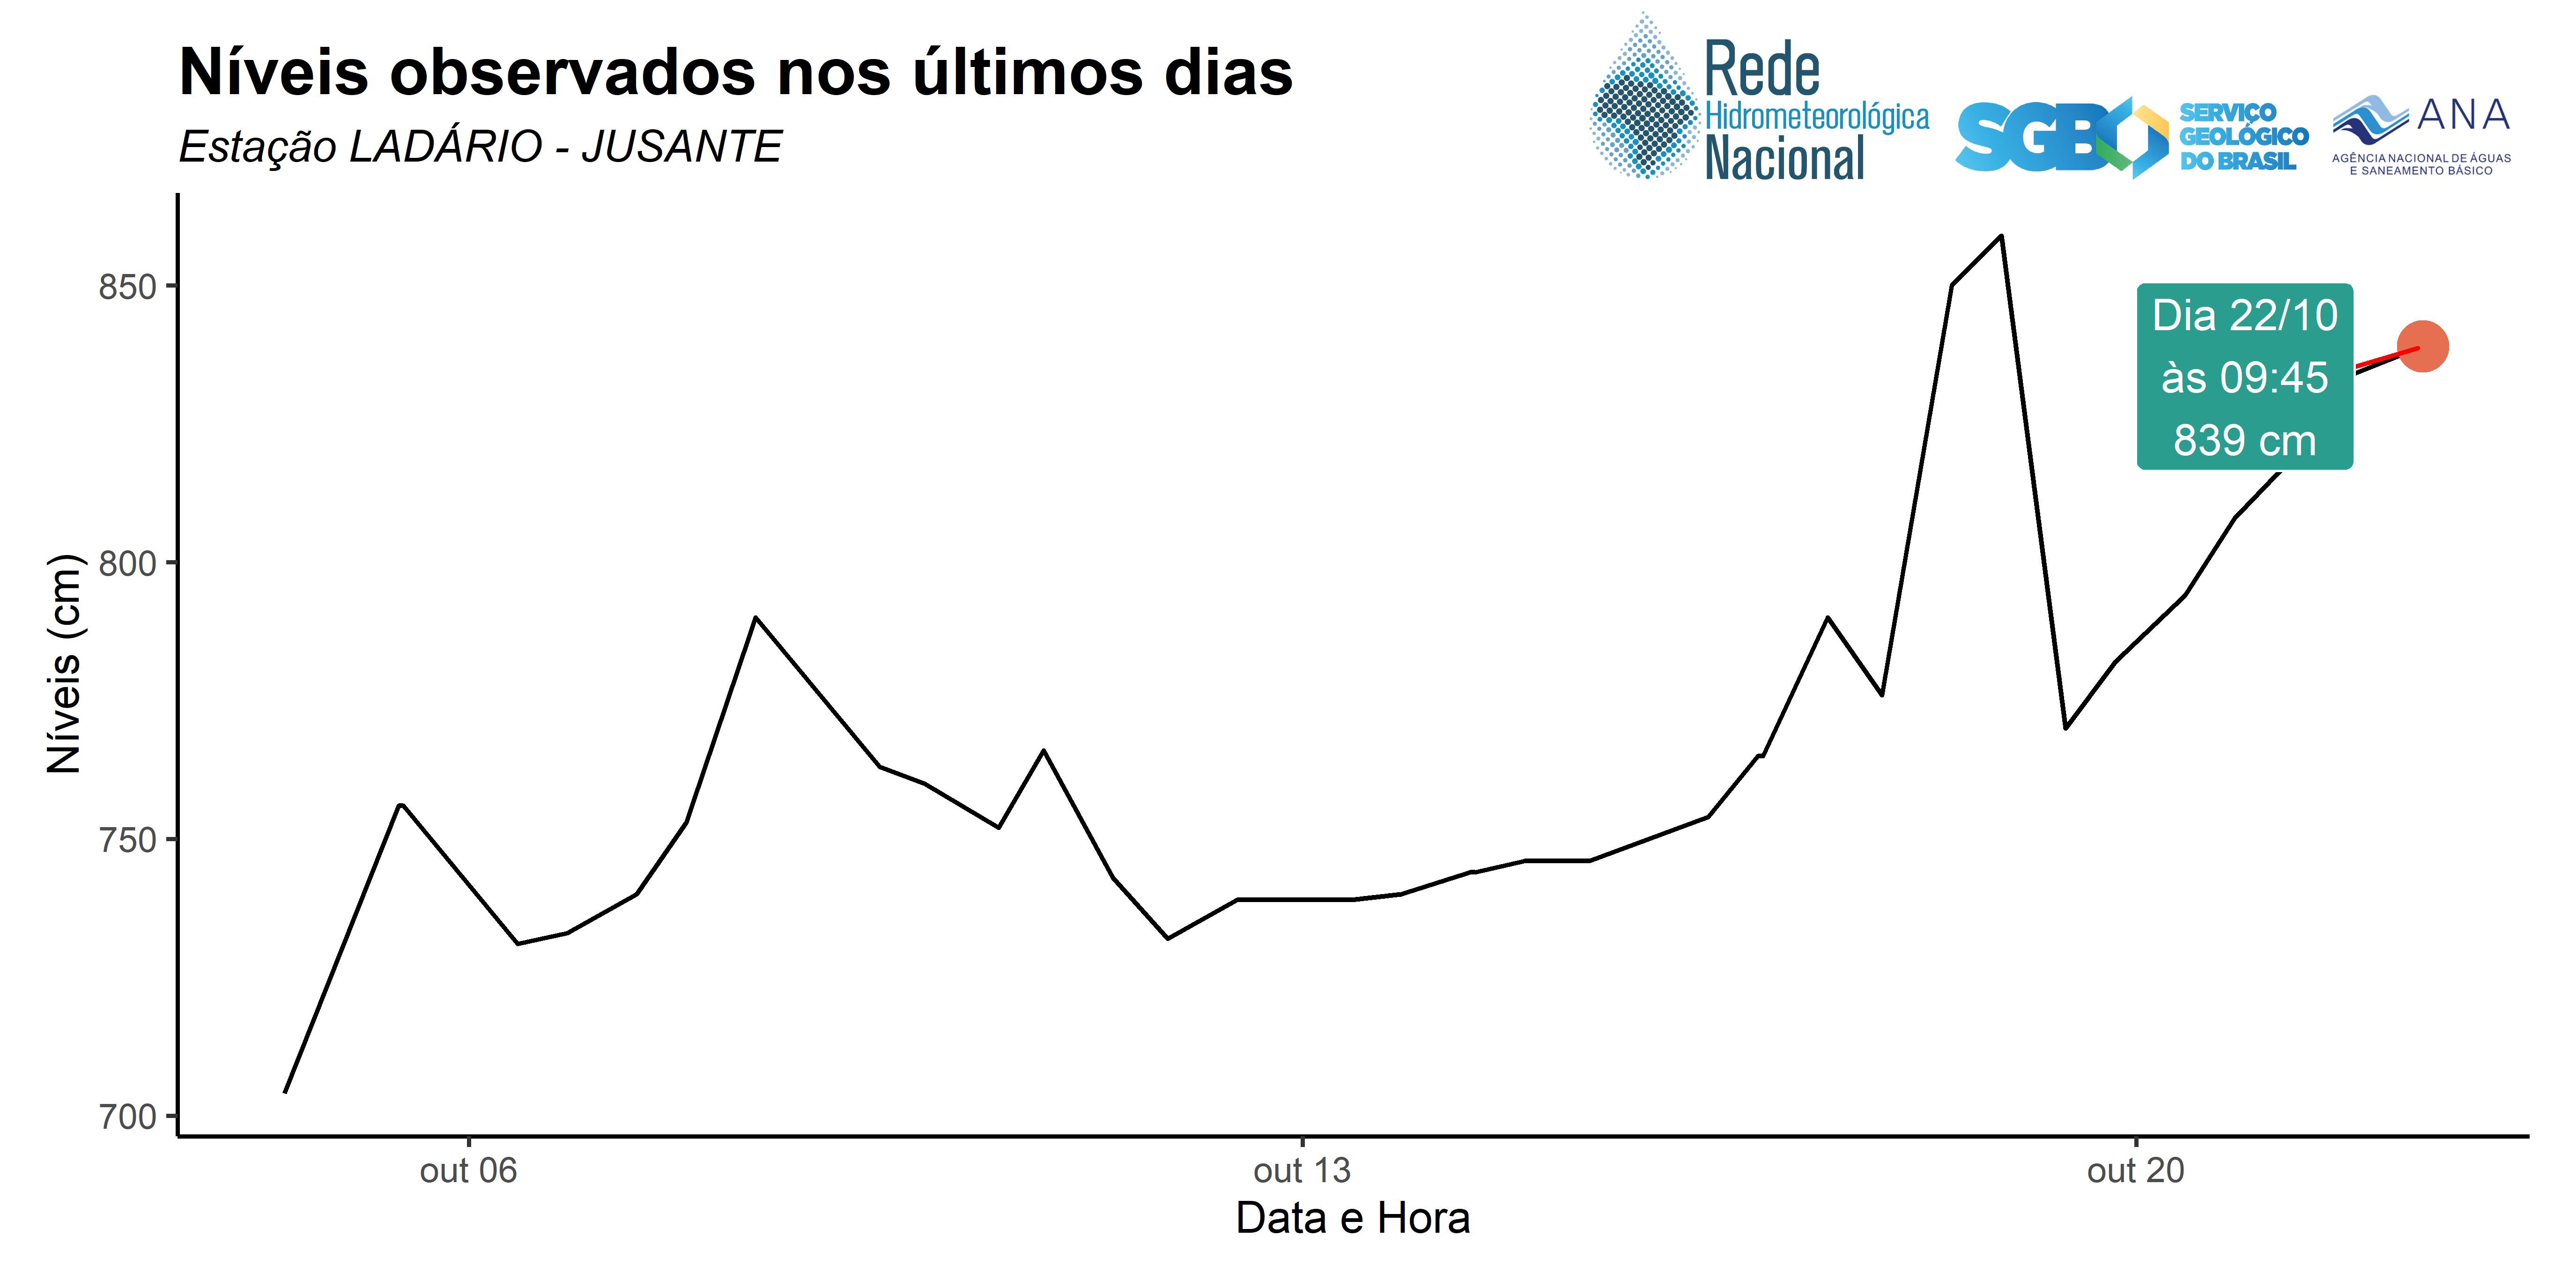 Níveis observados nos últimos dias
Estação LADÁRIO - JUSANTE
Rede
Hidrometeorológica
Nacional
SGB
SERVIÇO
GEOLÓGICO
DO BRASIL
ANA
AGÊNCIA NACIONAL DE ÁGUAS
E SANEAMENTO BÁSICO
850
800
750
700
Níveis (cm)
Dia 22/10
às 09:45
839 cm
out 06
out 13
out 20
Data e Hora